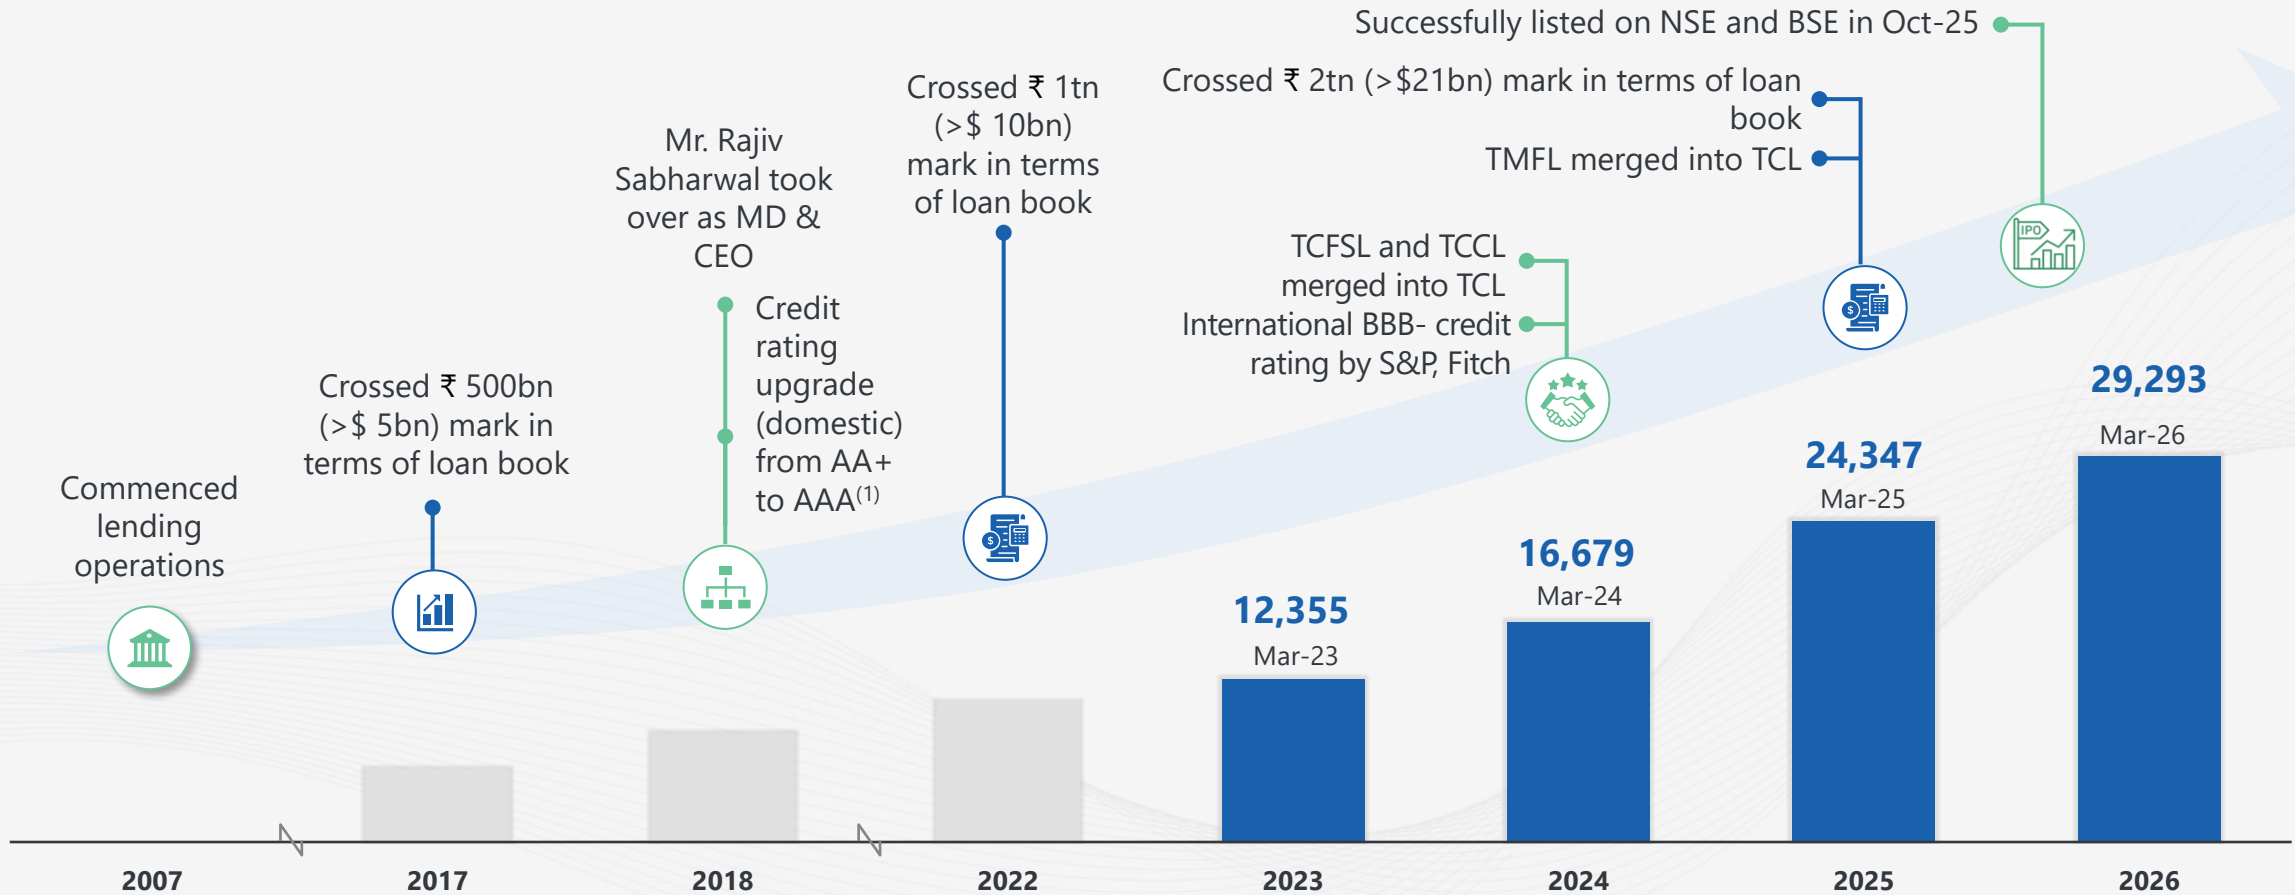 Commenced
lending
operations
Crossed ₹ 500bn
(>$ 5bn) mark in
terms of loan book
Mr. Rajiv
Sabharwal took
over as MD &
CEO
Credit
rating
upgrade
(domestic)
from AA+
to AAA(1)
Crossed ₹ 1tn
(>$ 10bn)
mark in terms
of loan book
TCFSL and TCCL
merged into TCL
International BBB- credit
rating by S&P, Fitch
Crossed ₹ 2tn (>$21bn) mark in terms of loan
book
TMFL merged into TCL
Successfully listed on NSE and BSE in Oct-25
IPO
$
$
12,355
Mar-23
16,679
Mar-24
24,347
Mar-25
29,293
Mar-26
2007
2017
2018
2022
2023
2024
2025
2026